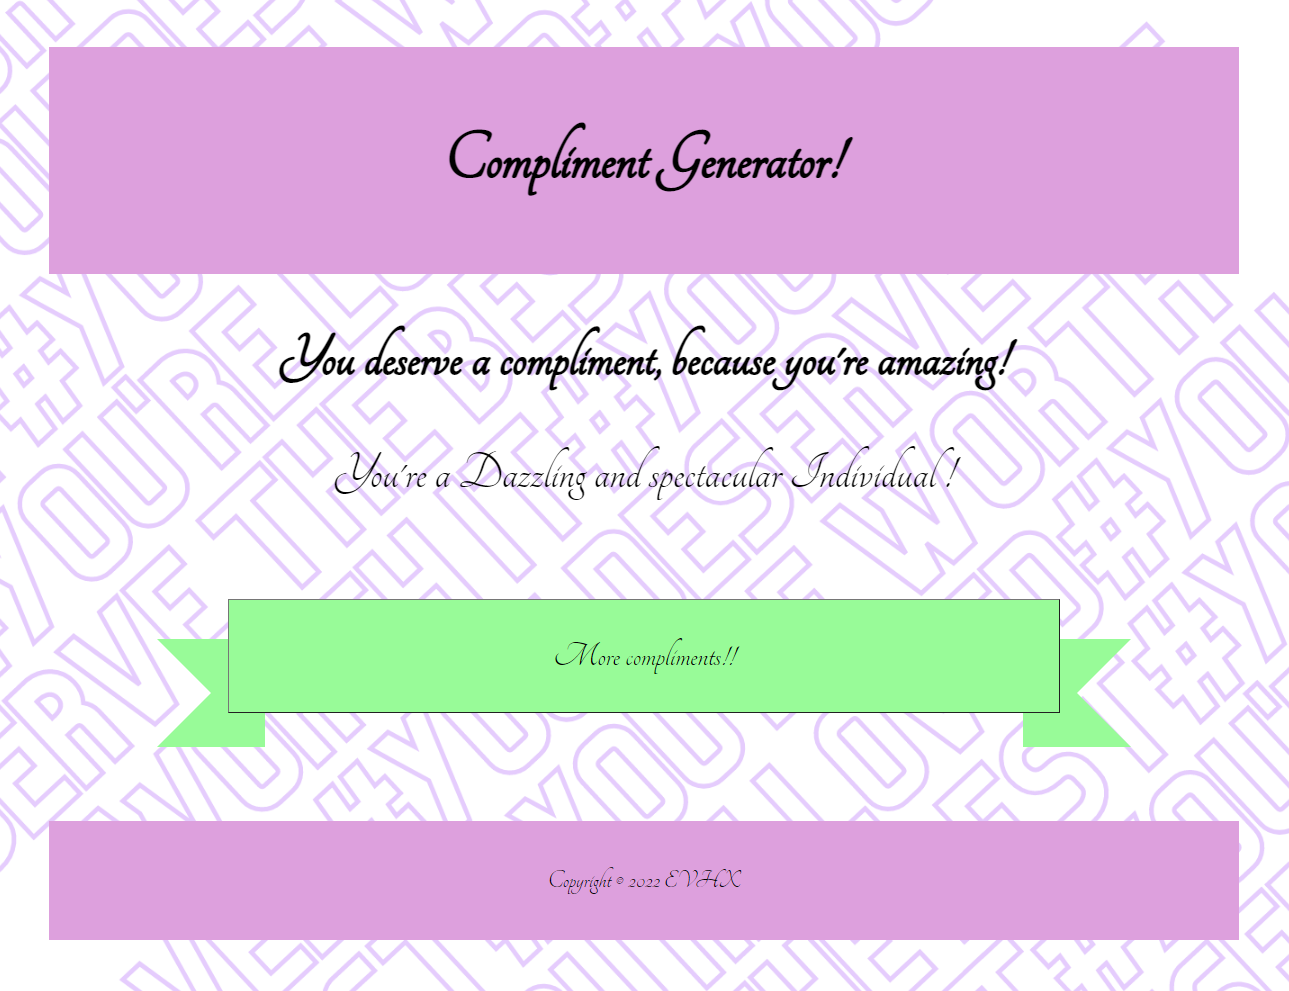 Compliment Generator!
You deserve a compliment, because you're amazing!
You're a Dazzling and spectacular Individual !
More compliments!!
Copyright © 2022 EVHX